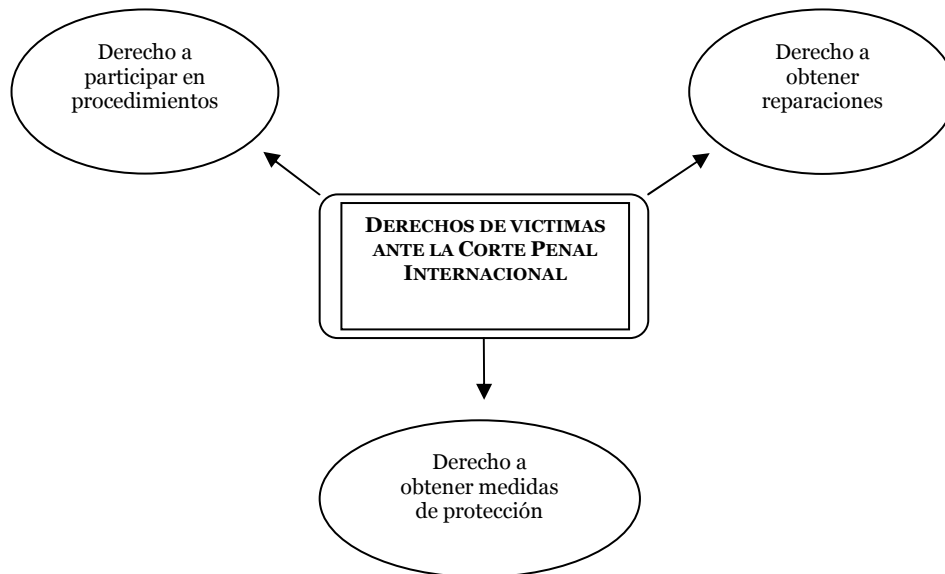 Derecho a
participar en
procedimientos
Derecho a
obtener
reparaciones
DERECHOS DE VICTIMAS
ANTE LA CORTE PENAL
INTERNACIONAL
Derecho a
obtener medidas
de protección